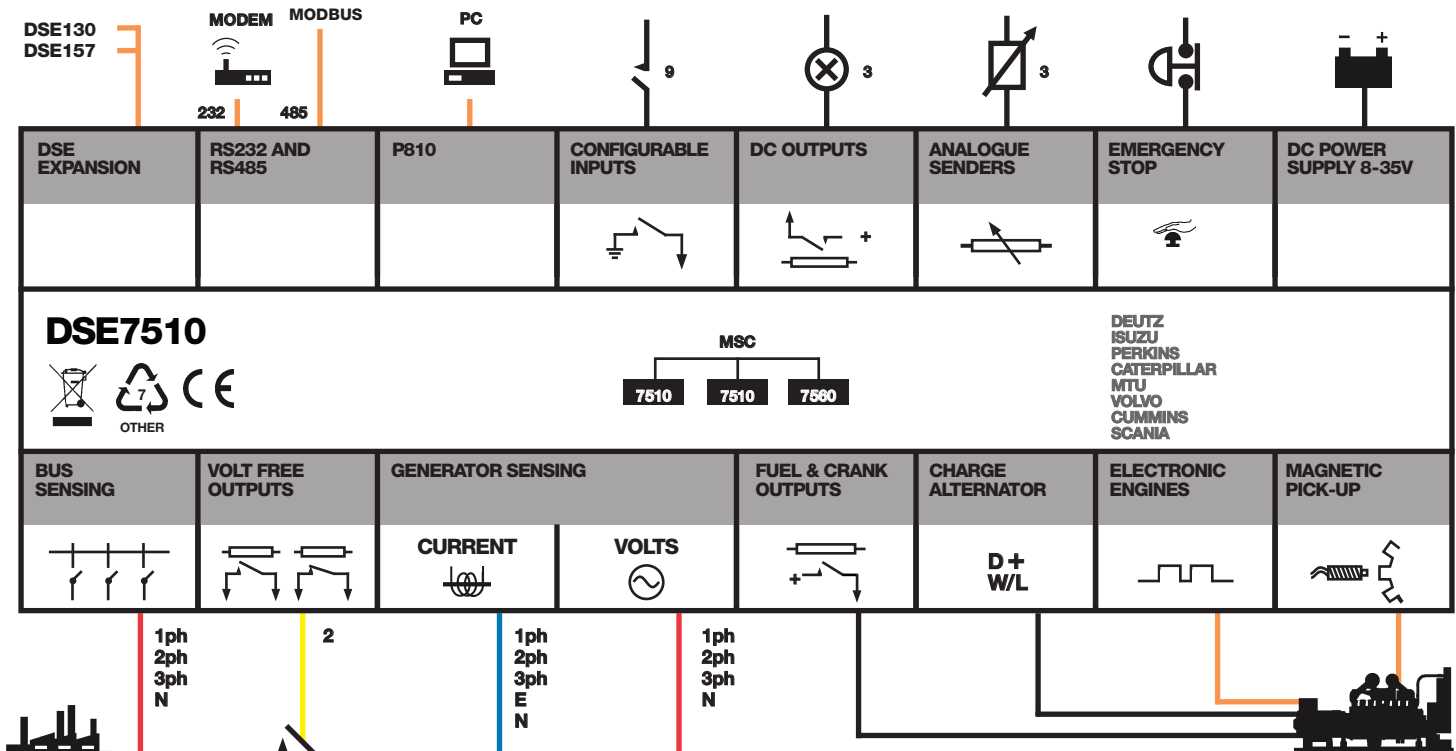 DSE130
DSE157
MODEM
MODBUS
PC
232
485
9
3
3
- +
DSE
EXPANSION
RS232 AND
RS485
P810
CONFIGURABLE
INPUTS
DC OUTPUTS
ANALOGUE
SENDERS
EMERGENCY
STOP
DC POWER
SUPPLY 8-35V
+
DSE7510
7
OTHER
CE
MSC
7510
7510
7560
DEUTZ
ISUZU
PERKINS
CATERPILLAR
MTU
VOLVO
CUMMINS
SCANIA
BUS
SENSING
VOLT FREE
OUTPUTS
GENERATOR SENSING
FUEL & CRANK
OUTPUTS
CHARGE
ALTERNATOR
ELECTRONIC
ENGINES
MAGNETIC
PICK-UP
CURRENT
VOLTS
+
D+
W/L
1ph
2ph
3ph
N
2
1ph
2ph
3ph
E
N
1ph
2ph
3ph
N